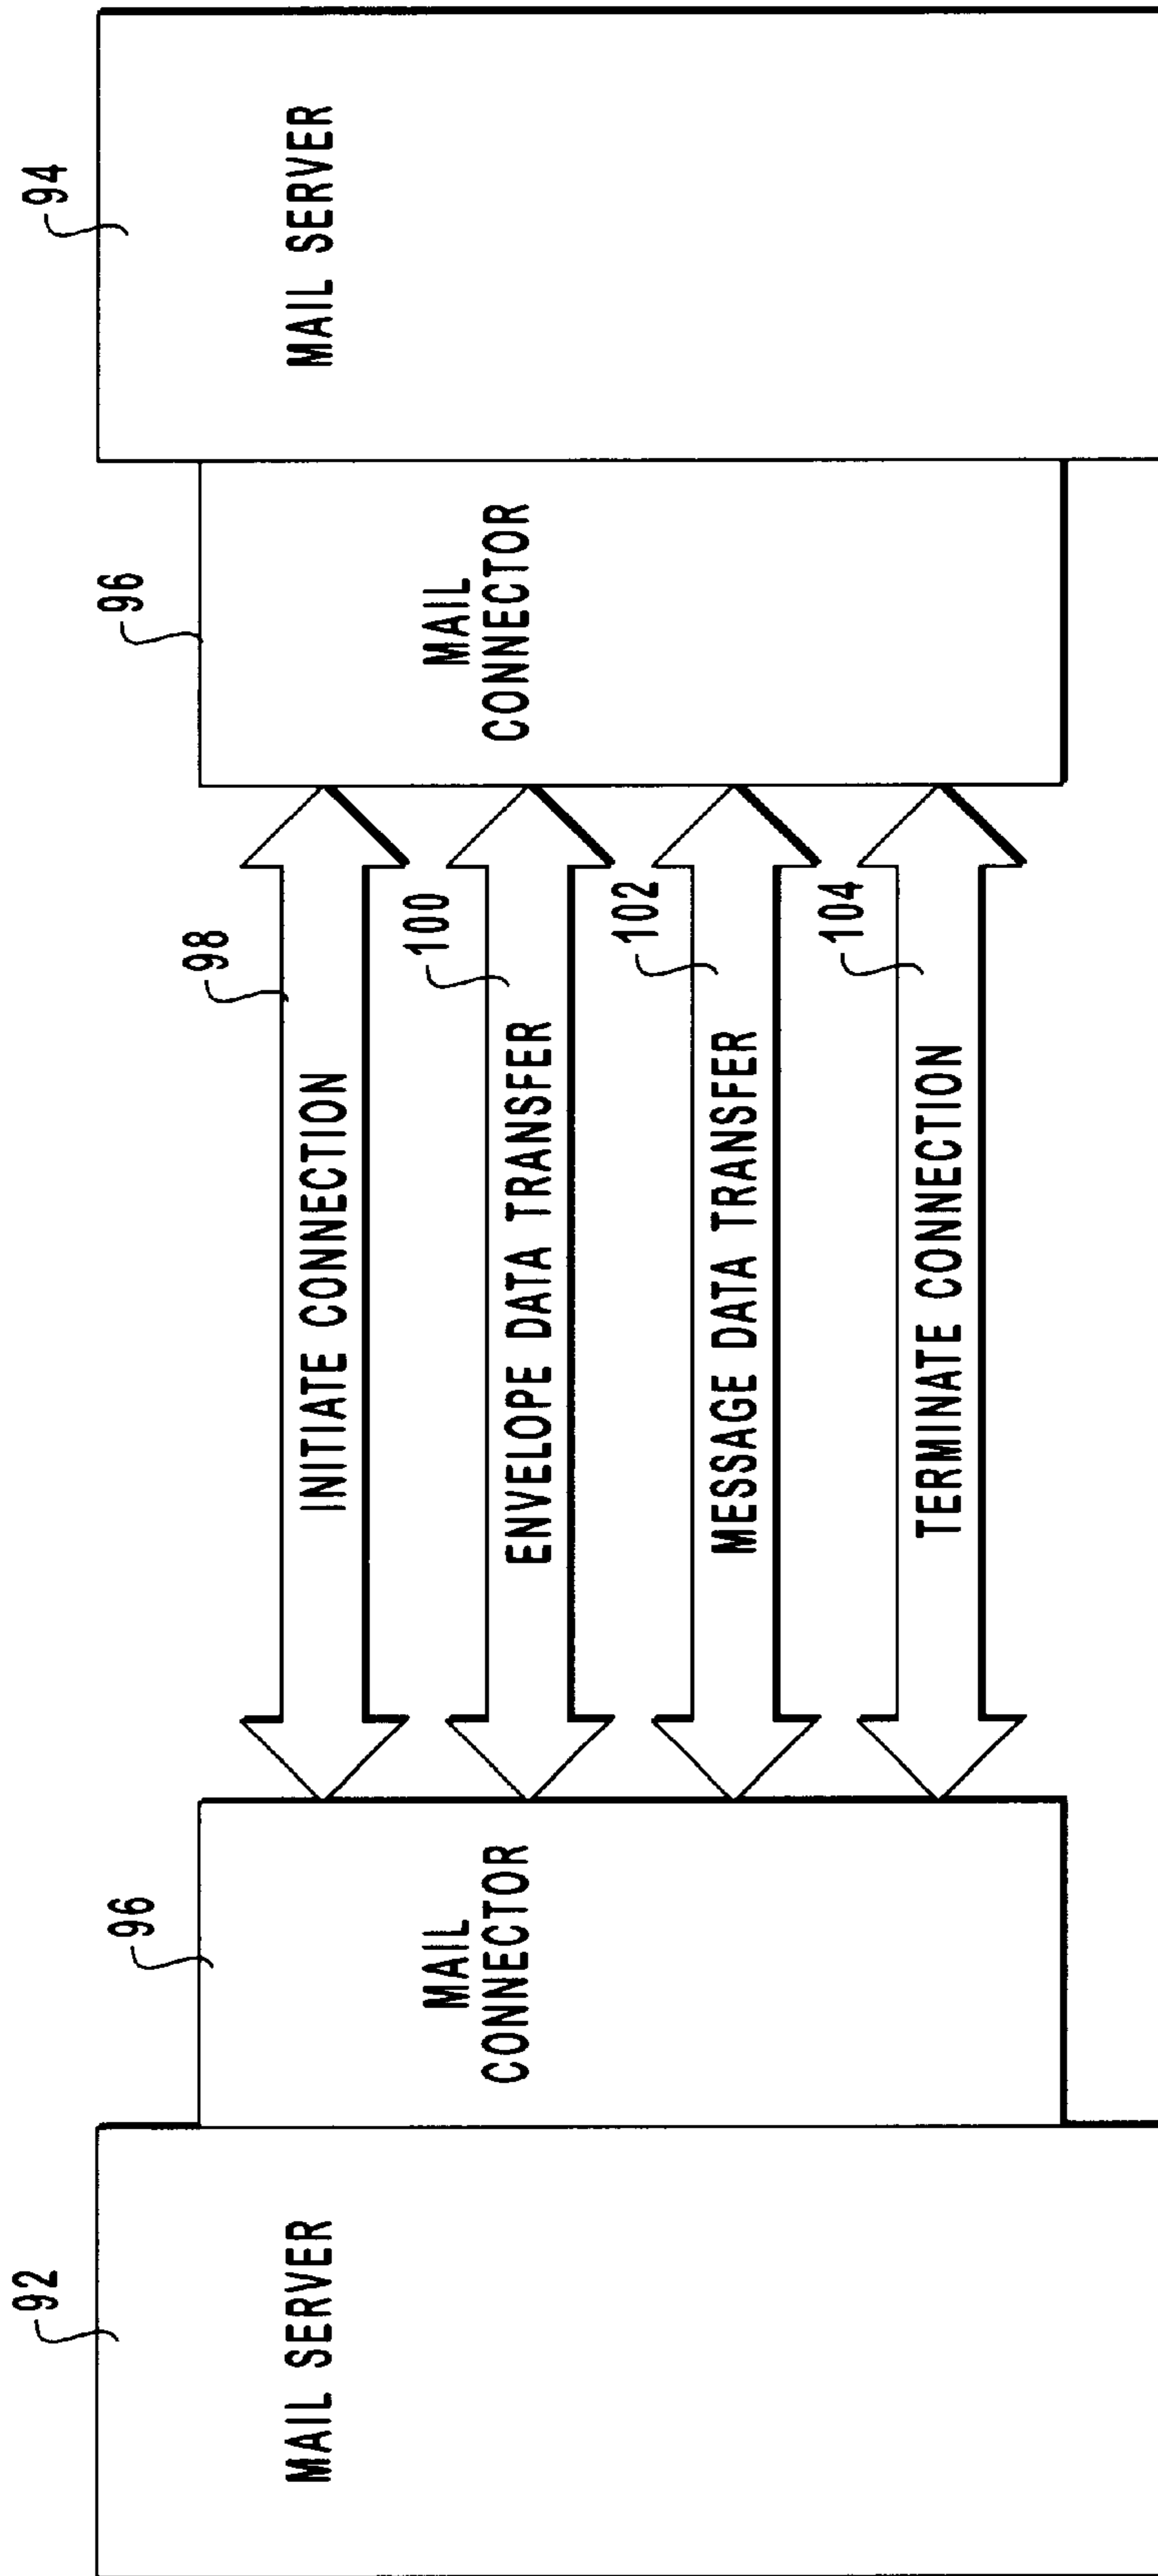 92
MAIL SERVER
96
MAIL
CONNECTOR
98
INITIATE CONNECTION
100
ENVELOPE DATA TRANSFER
102
MESSAGE DATA TRANSFER
104
TERMINATE CONNECTION
96
MAIL
CONNECTOR
94
MAIL SERVER